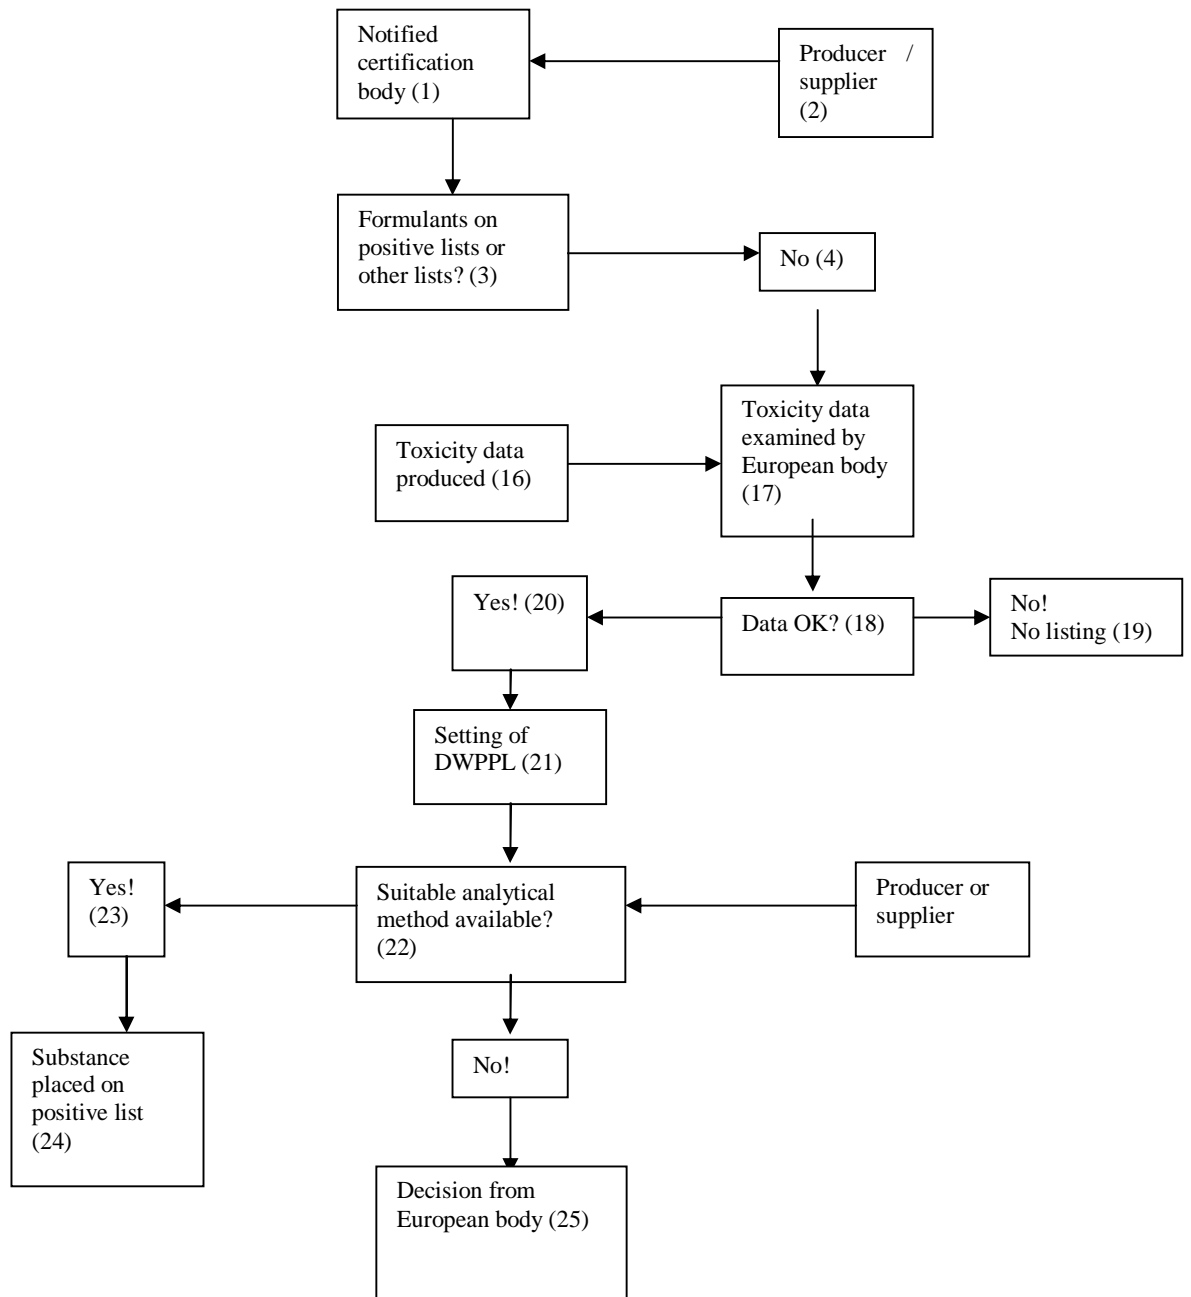 Notified
certification
body (1)
Producer /
supplier
(2)
Formulants on
positive lists or
other lists? (3)
No (4)
Toxicity data
produced (16)
Toxicity data
examined by
European body
(17)
Yes! (20)
Data OK? (18)
No!
No listing (19)
Setting of
DWPPL (21)
Yes!
(23)
Suitable analytical
method available?
(22)
Producer or
supplier
Substance
placed on
positive list
(24)
No!
Decision from
European body (25)